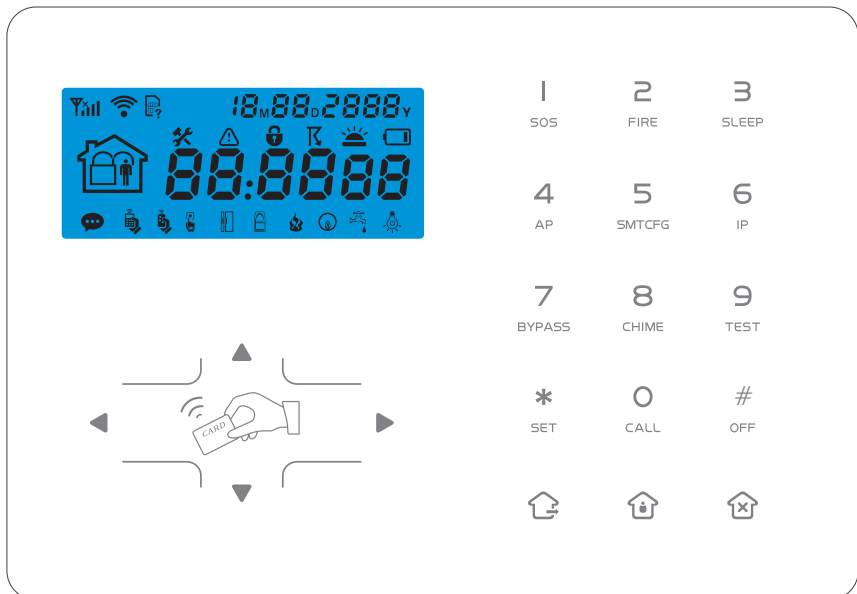 18M88D2888Y
88:8888
CARD
1 2 3
SOS FIRE SLEEP
4 5 6
AP SMTCFG IP
7 8 9
BYPASS CHIME TEST
* 0 #
SET CALL OFF